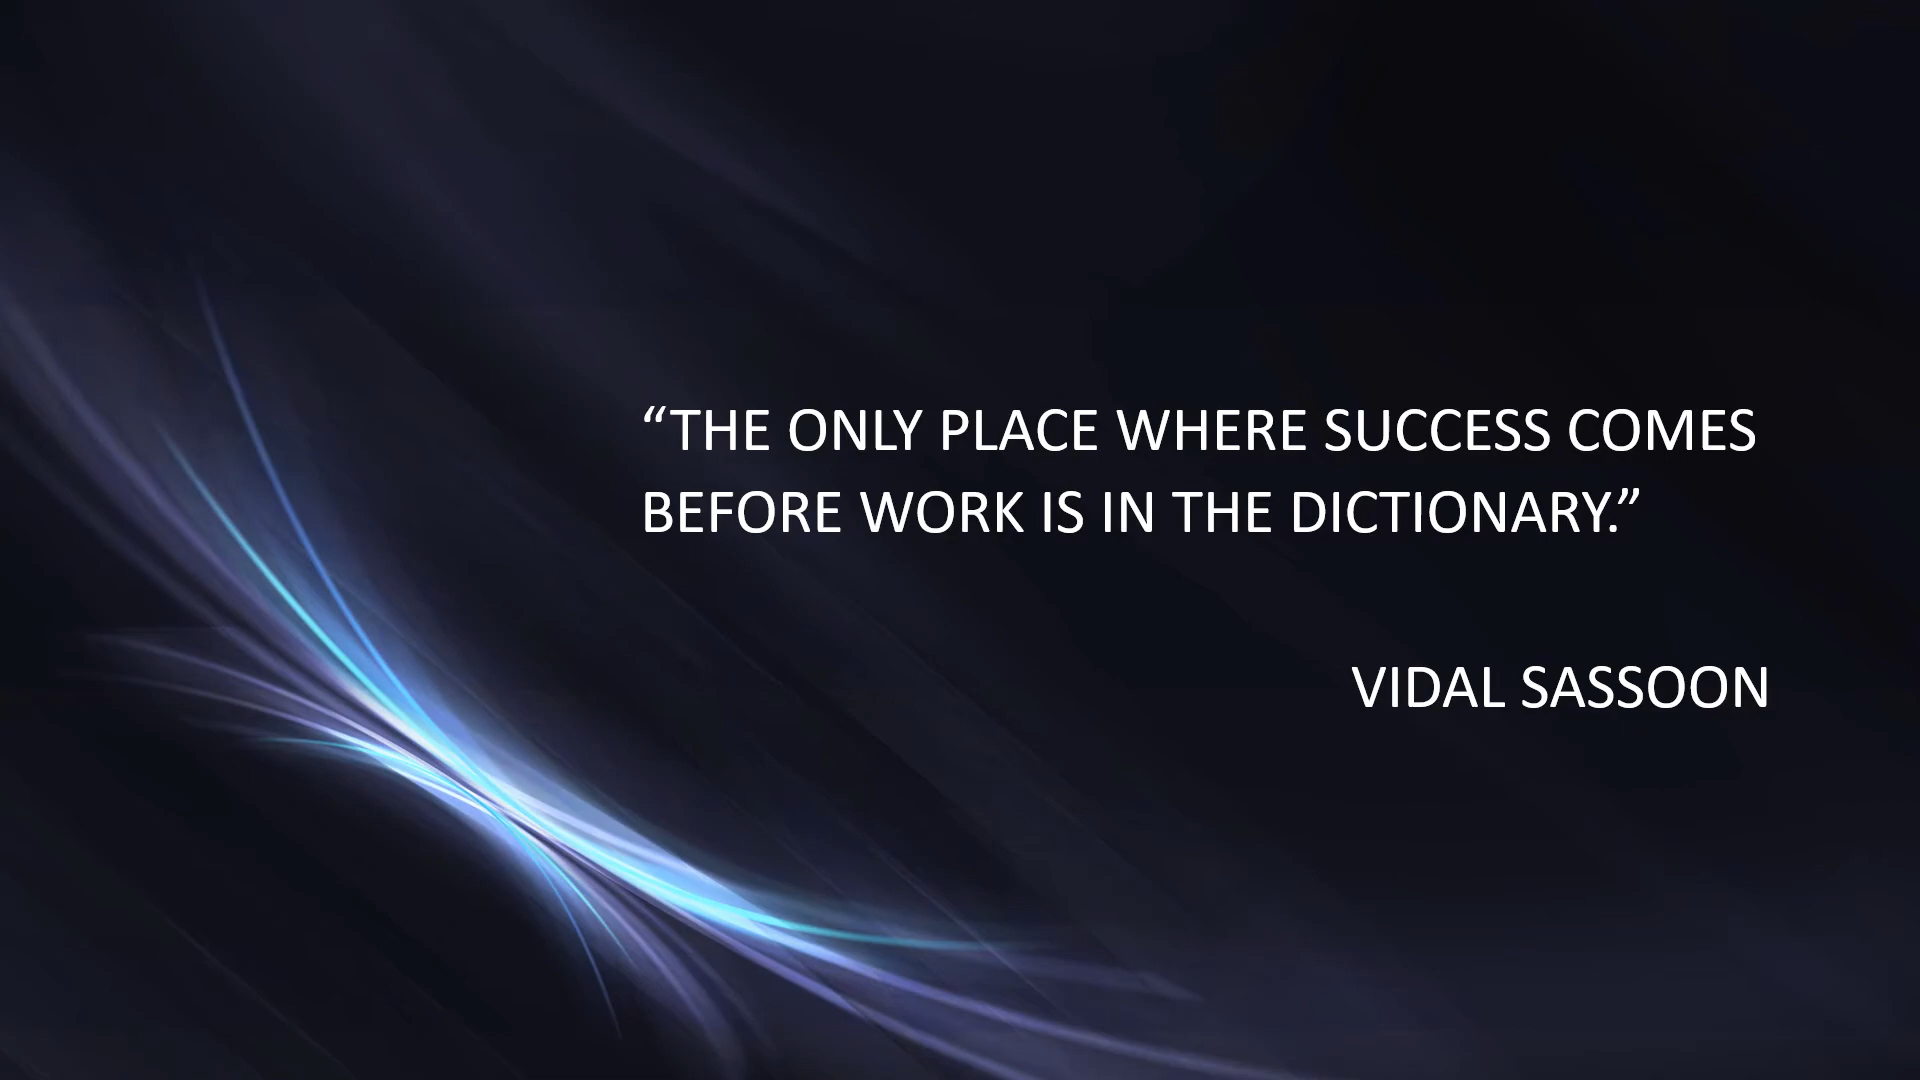 “THE ONLY PLACE WHERE SUCCESS COMES
BEFORE WORK IS IN THE DICTIONARY.”
VIDAL SASSOON